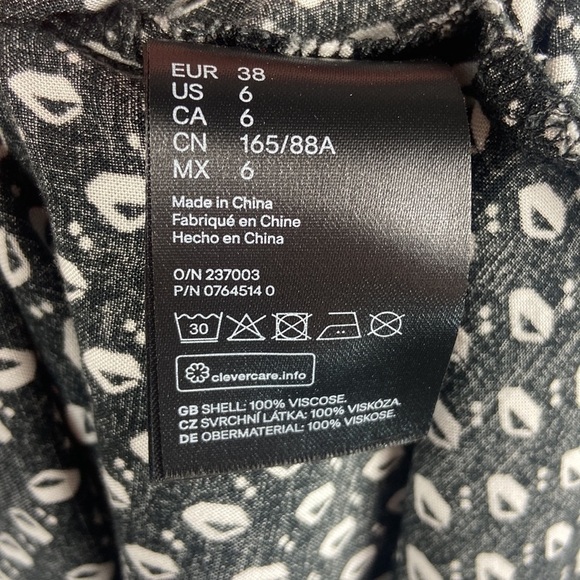 EUR 38
US 6
CA 6
CN 165/88A
MX 6
Made in China
Fabriqué en Chine
Hecho en China
O/N 237003
P/N 0764514 0
30
clevercare.info
GB SHELL: 100% VISCOSE.
CZ SVRCHNÍ LÁTKA: 100% VISKÓZA.
DE OBERMATERIAL: 100% VISKOSE.